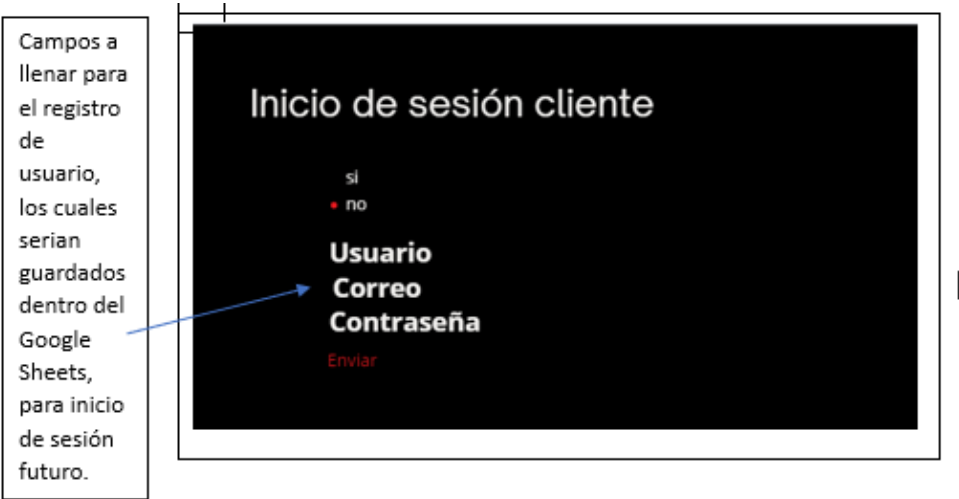 Campos a
llenar para
el registro
de
usuario,
los cuales
serian
guardados
dentro del
Google
Sheets,
para inicio
de sesión
futuro.
Inicio de sesión cliente
si
no
Usuario
Correo
Contraseña
Enviar